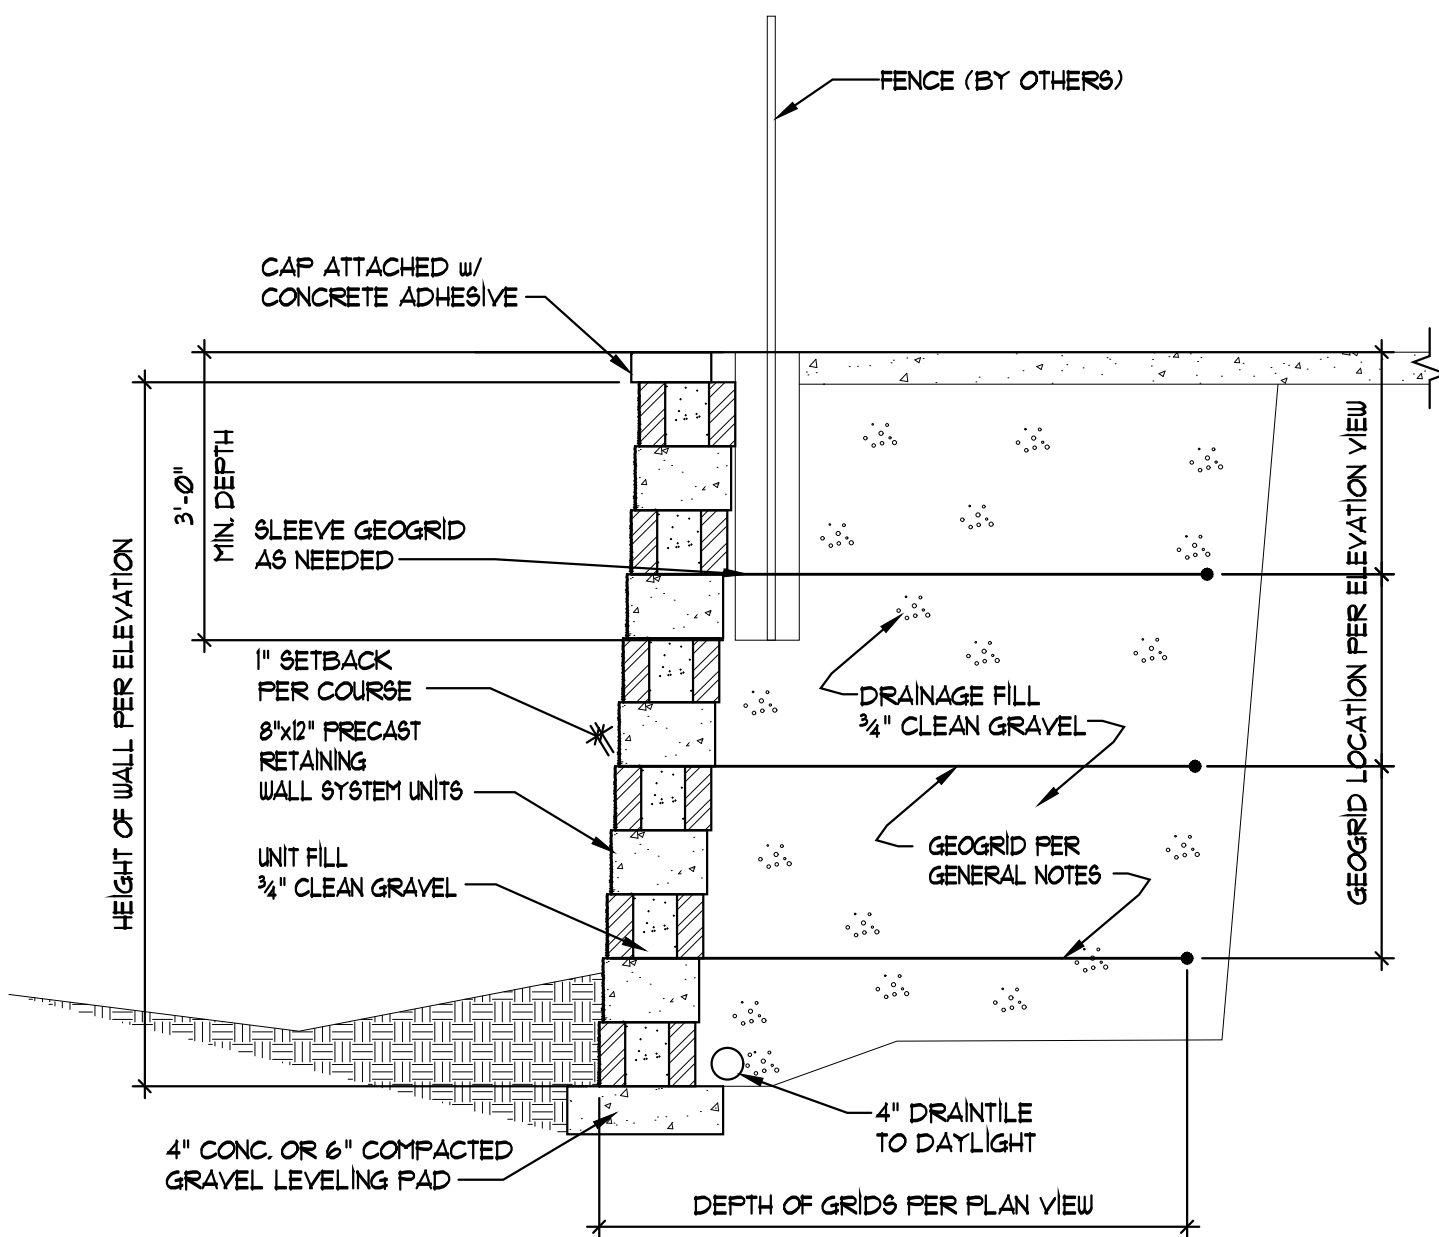 FENCE (BY OTHERS)
CAP ATTACHED w/
CONCRETE ADHESIVE
3'-0"
MIN. DEPTH
SLEEVE GEOGRID
AS NEEDED
HEIGHT OF WALL PER ELEVATION
1" SETBACK
PER COURSE
8"x12" PRECAST
RETAINING
WALL SYSTEM UNITS
UNIT FILL
¾" CLEAN GRAVEL
DRAINAGE FILL
¾" CLEAN GRAVEL
GEOGRID PER
GENERAL NOTES
GEOGRID LOCATION PER ELEVATION VIEW
4" DRAINTILE
TO DAYLIGHT
4" CONC. OR 6" COMPACTED
GRAVEL LEVELING PAD
DEPTH OF GRIDS PER PLAN VIEW